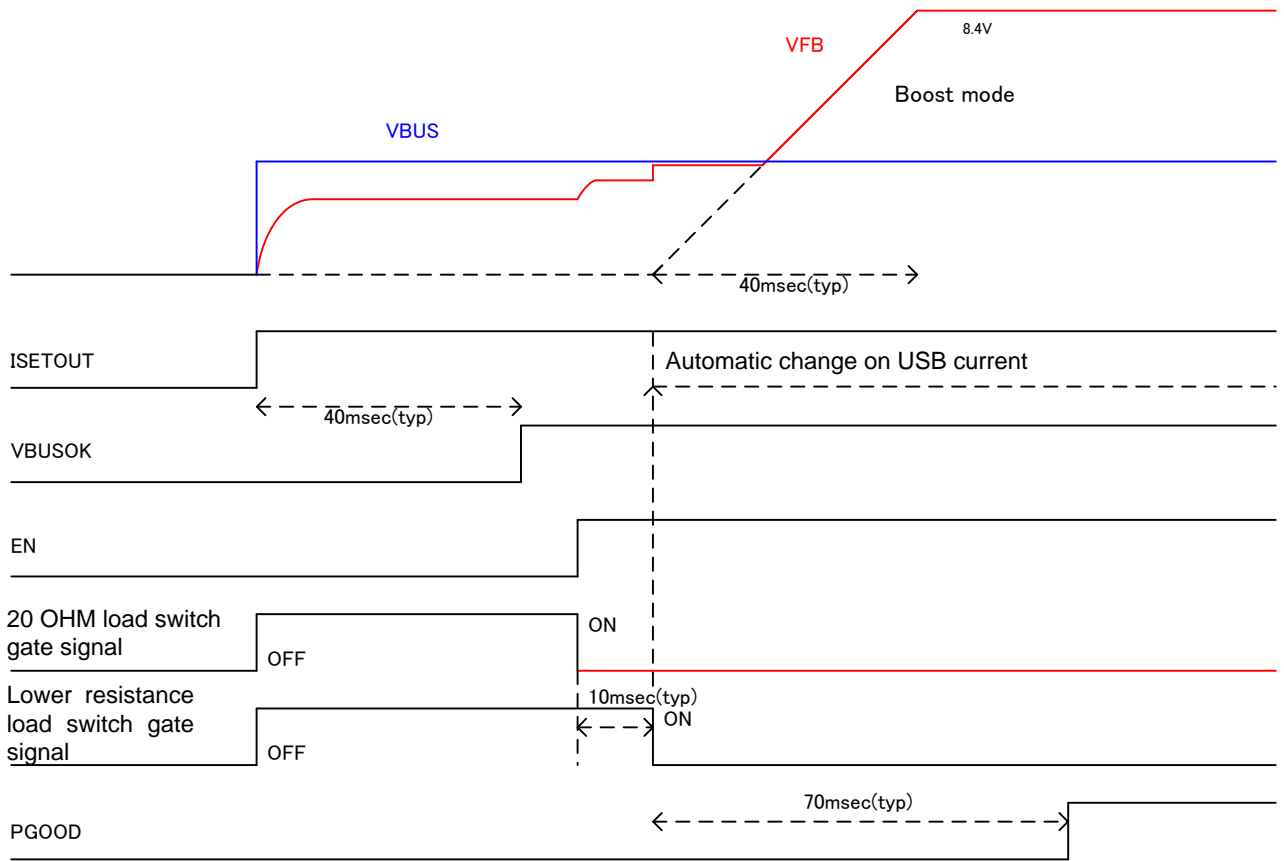 8.4V
VFB
Boost mode
VBUS
40msec(typ)
ISETOUT
Automatic change on USB current
40msec(typ)
VBUSOK
EN
20 OHM load switch
gate signal
ON
OFF
Lower resistance
load switch gate
signal
10msec(typ)
ON
OFF
70msec(typ)
PGOOD